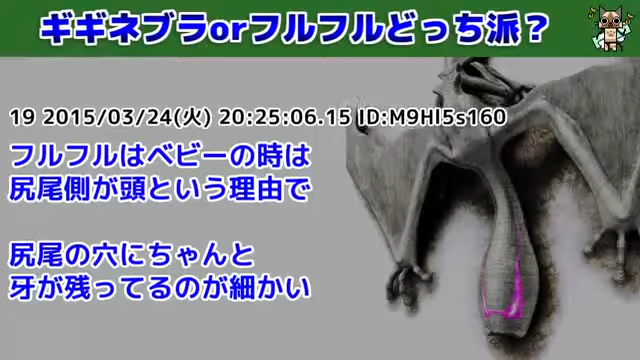 ギギネブラorフルフルどっち派？
19 2015/03/24(火) 20:25:06.15 ID:M9Hl5s160
フルフルはベビーの時は
尻尾側が頭という理由で
尻尾の穴にちゃんと
牙が残ってるのが細かい